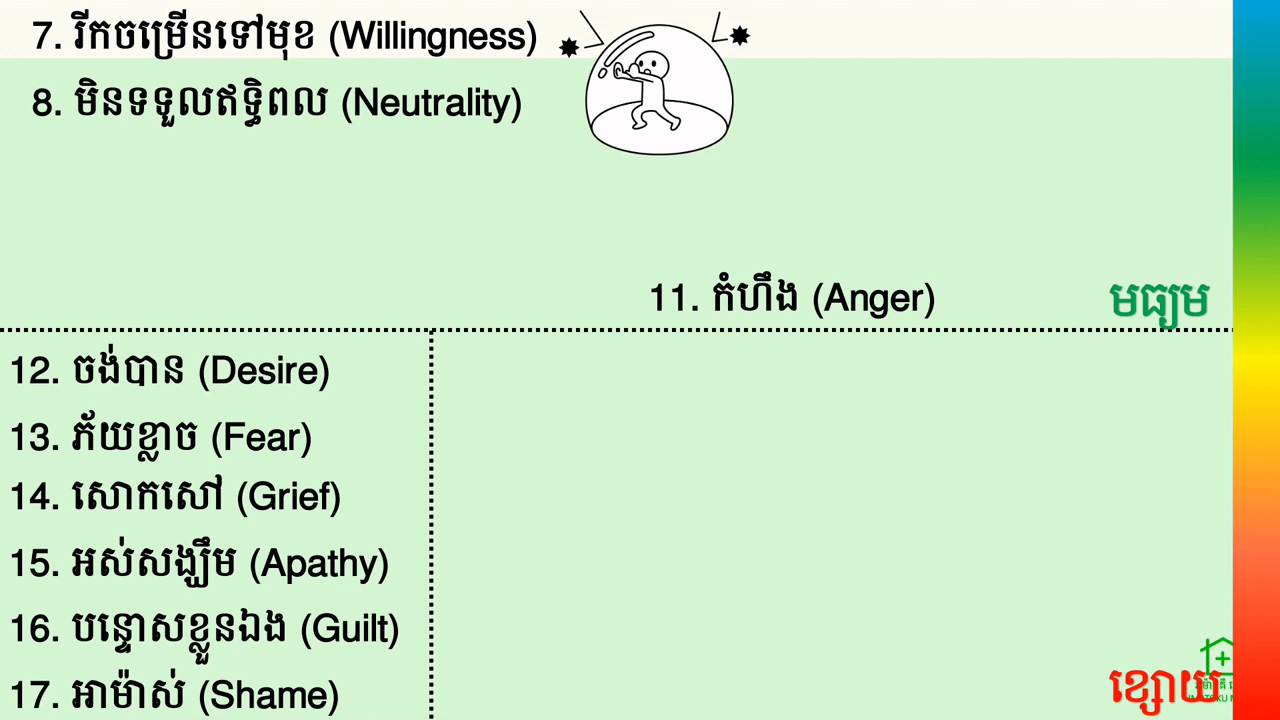 7. រីកចម្រើនទៅមុខ (Willingness)
8. មិនទទួលឥទ្ធិពល (Neutrality)
11. កំហឹង (Anger)
មធ្យម
12. ចង់បាន (Desire)
13. ភ័យខ្លាច (Fear)
14. សោកសៅ (Grief)
15. អស់សង្ឃឹម (Apathy)
16. បន្ទោសខ្លួនឯង (Guilt)
17. អាម៉ាស់ (Shame)
ខ្សោយ